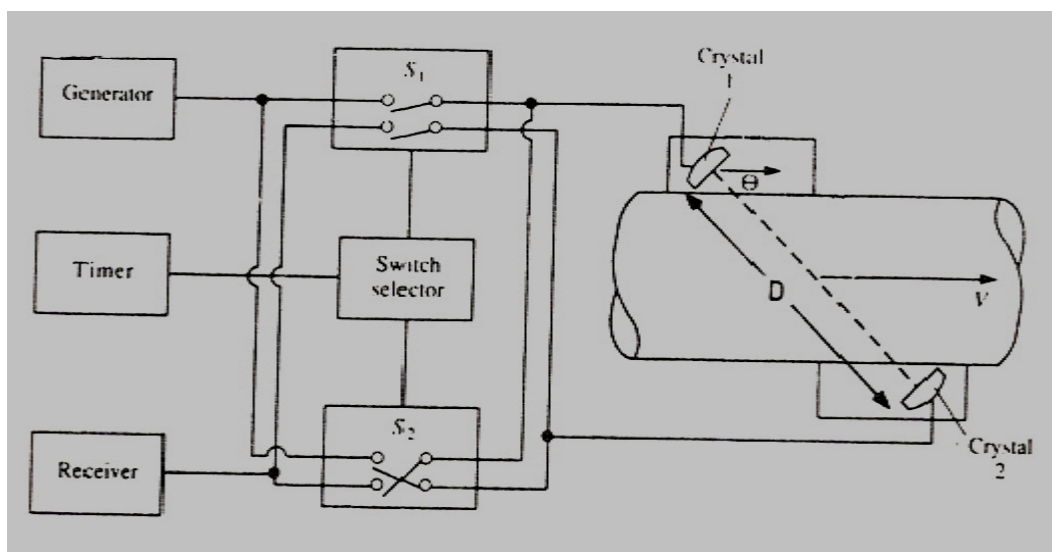 Generator
S1
Crystal
1
Θ
Timer
Switch
selector
D
V
Receiver
S2
Crystal
2